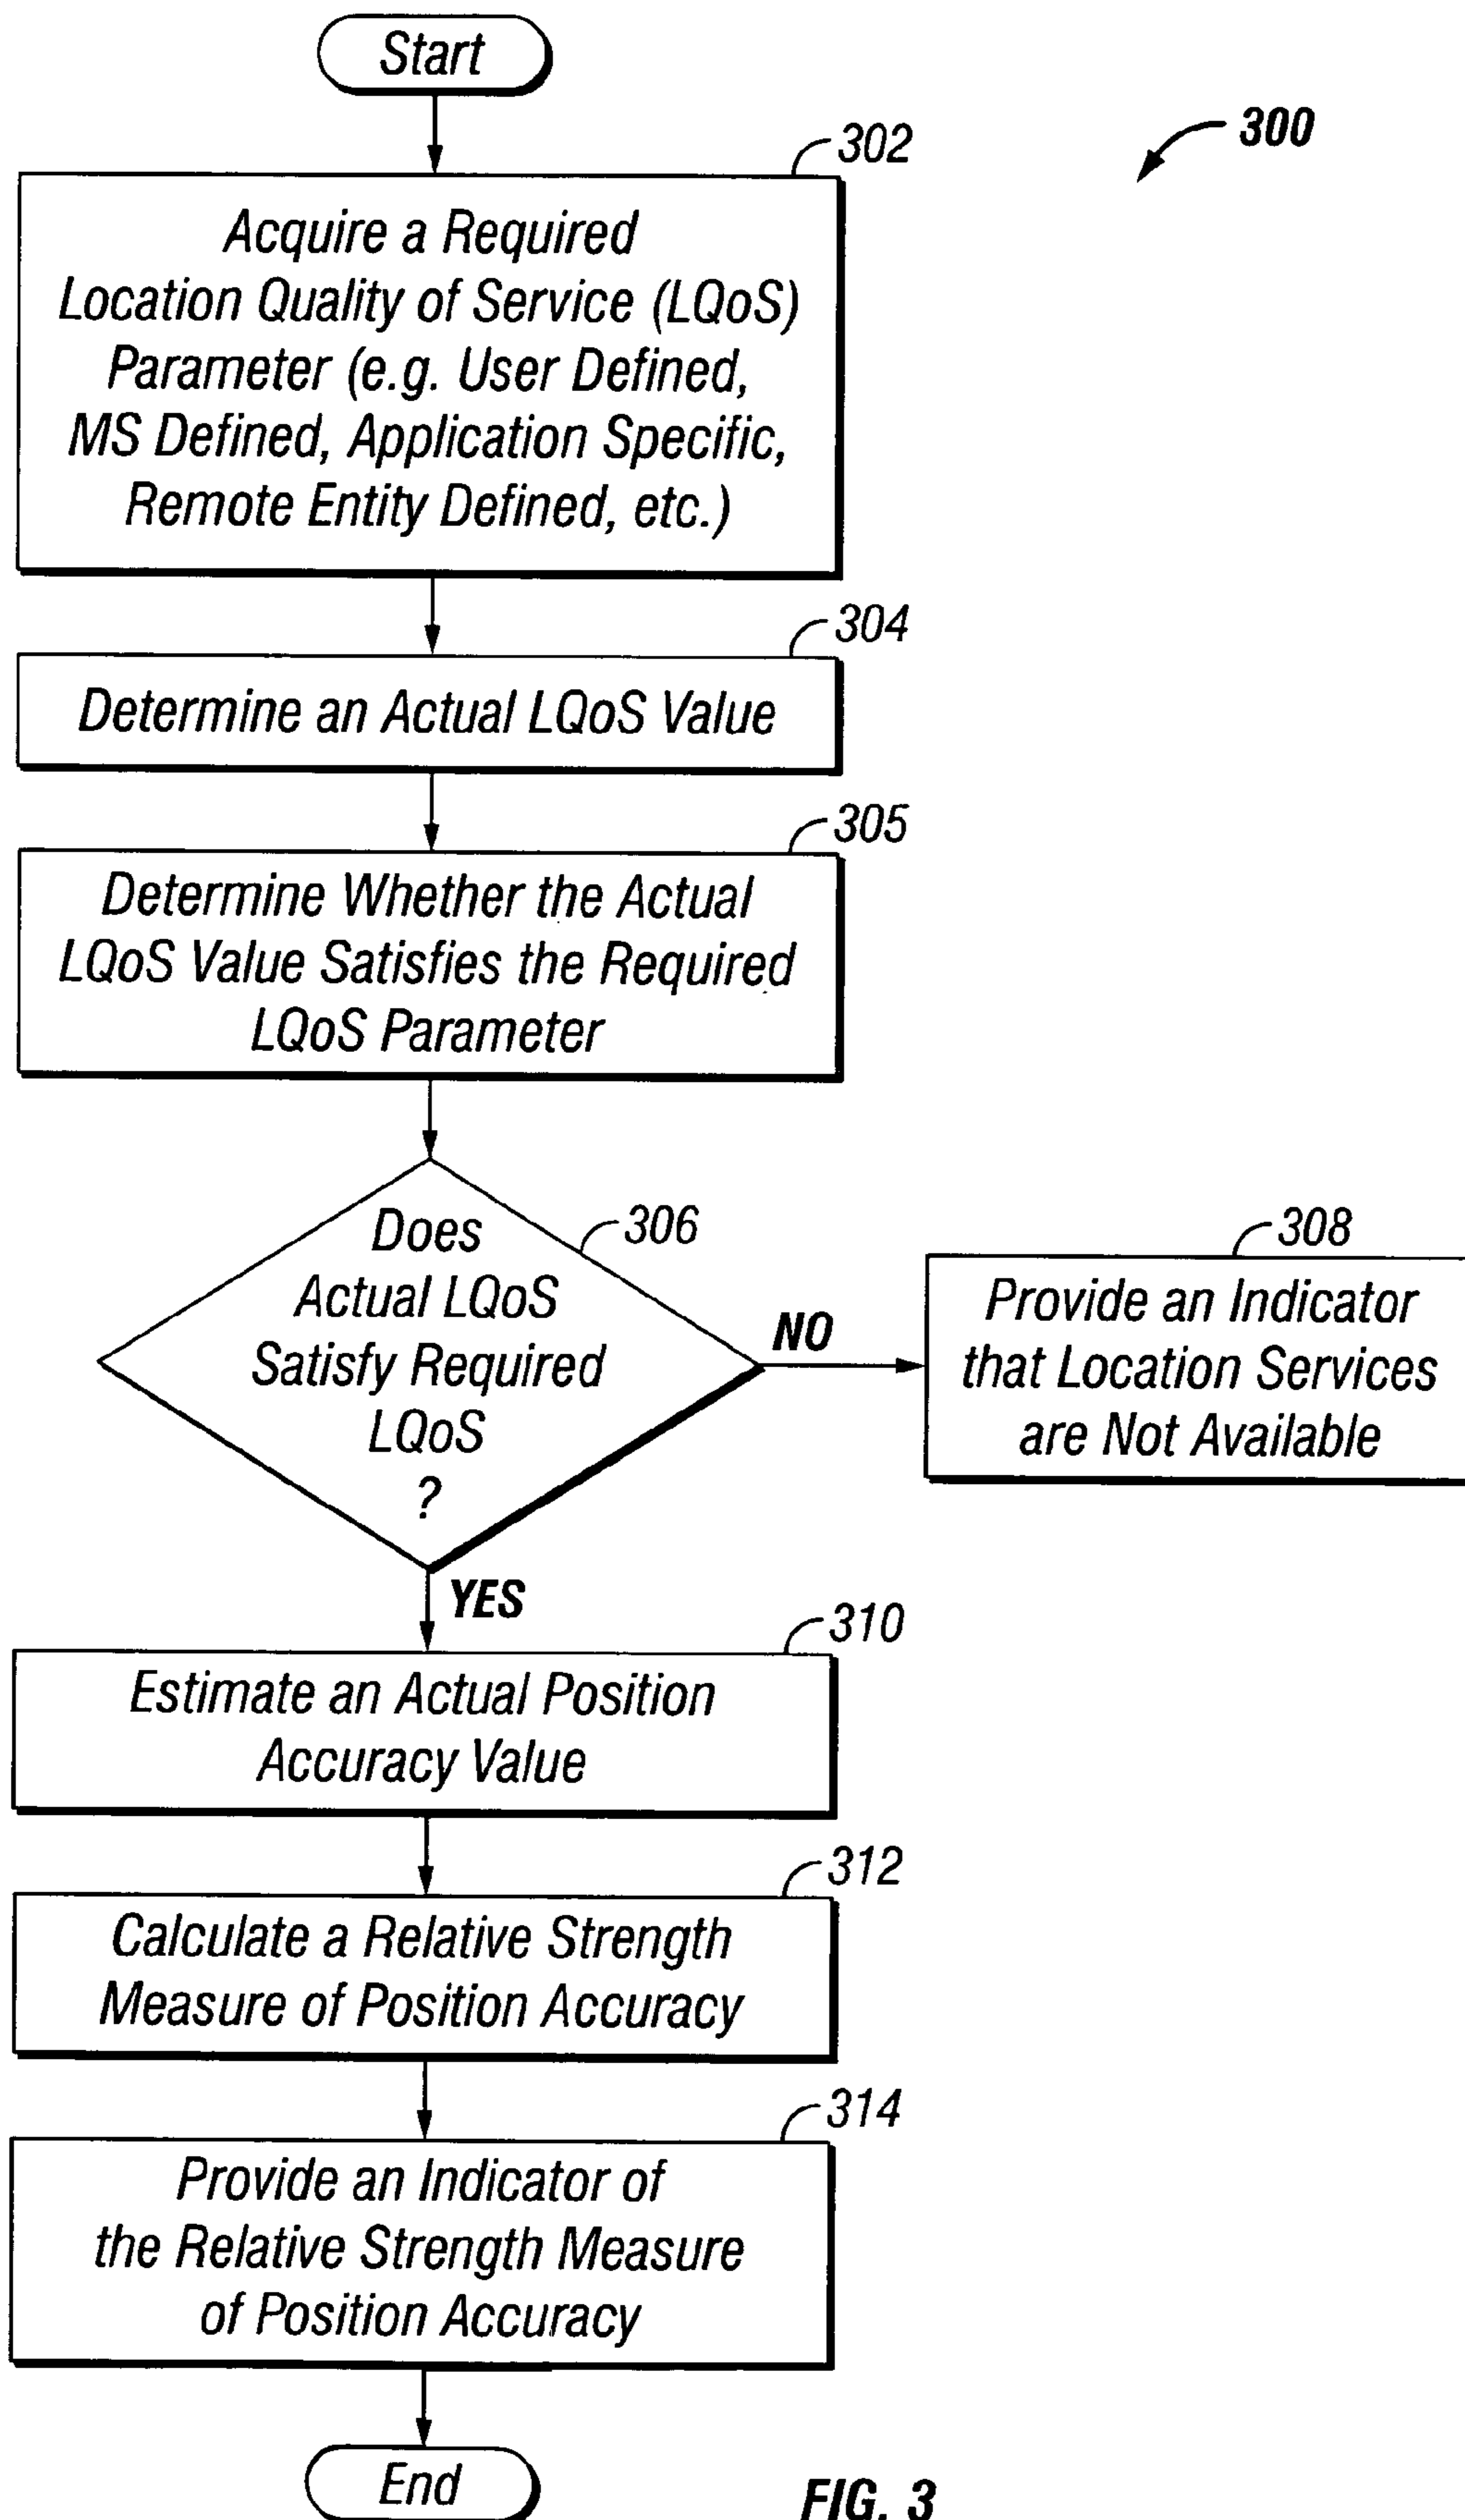 Start
300
302
Acquire a Required
Location Quality of Service (LQoS)
Parameter (e.g. User Defined,
MS Defined, Application Specific,
Remote Entity Defined, etc.)
304
Determine an Actual LQoS Value
305
Determine Whether the Actual
LQoS Value Satisfies the Required
LQoS Parameter
306
Does
Actual LQoS
Satisfy Required
LQoS
?
NO
308
Provide an Indicator
that Location Services
are Not Available
YES
310
Estimate an Actual Position
Accuracy Value
312
Calculate a Relative Strength
Measure of Position Accuracy
314
Provide an Indicator of
the Relative Strength Measure
of Position Accuracy
End
FIG. 3